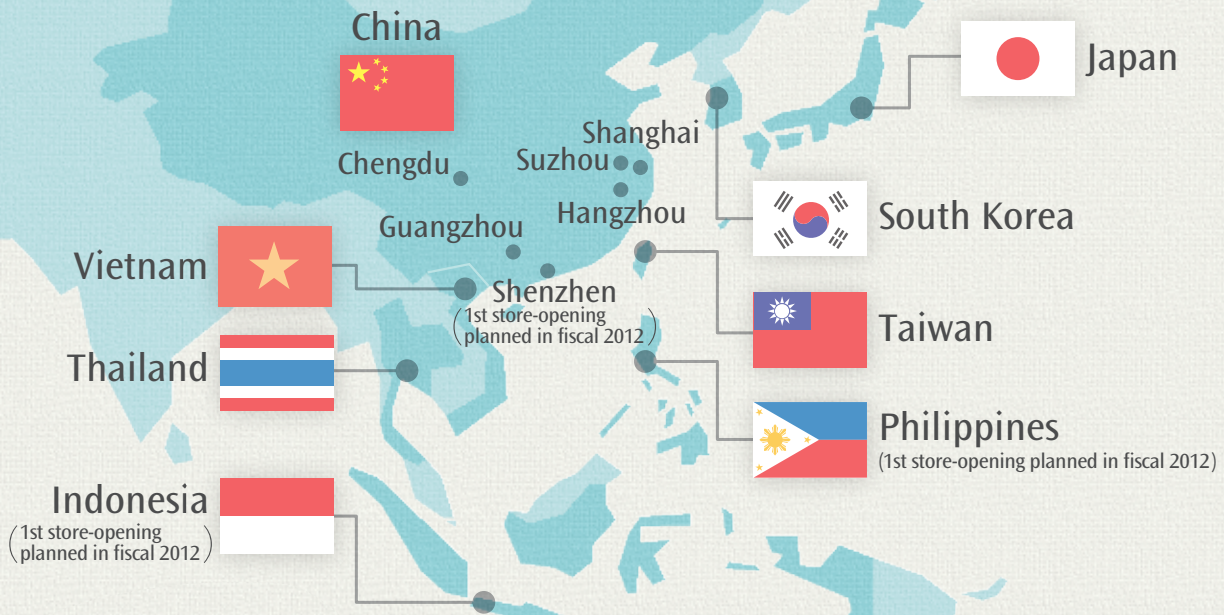 China
Japan
Shanghai
Suzhou
Chengdu
Hangzhou
South Korea
Guangzhou
Vietnam
Shenzhen
(1st store-opening
planned in fiscal 2012)
Taiwan
Thailand
Philippines
(1st store-opening planned in fiscal 2012)
Indonesia
(1st store-opening
planned in fiscal 2012)